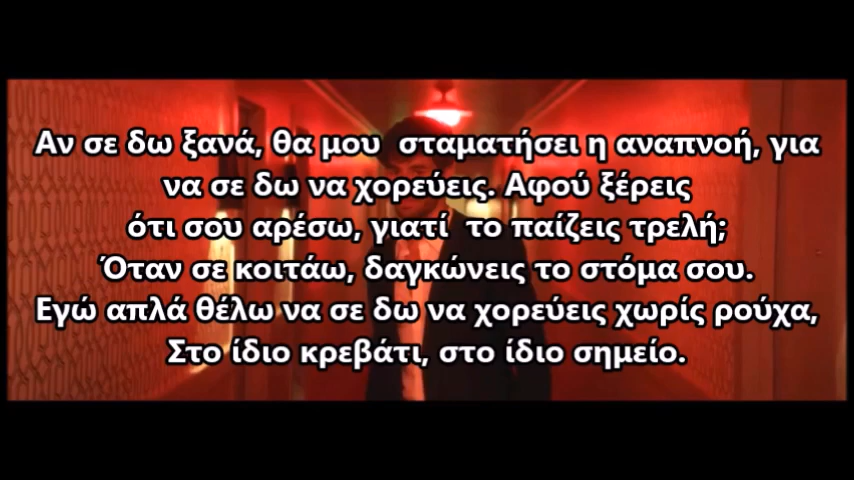 Αν σε δω ξανά, θα μου  σταματήσει η αναπνοή, για
να σε δω να χορεύεις. Αφού ξέρεις
ότι σου αρέσω, γιατί  το παίζεις τρελή;
Όταν σε κοιτάω, δαγκώνεις το στόμα σου.
Εγώ απλά θέλω να σε δω να χορεύεις χωρίς ρούχα,
Στο ίδιο κρεβάτι, στο ίδιο σημείο.